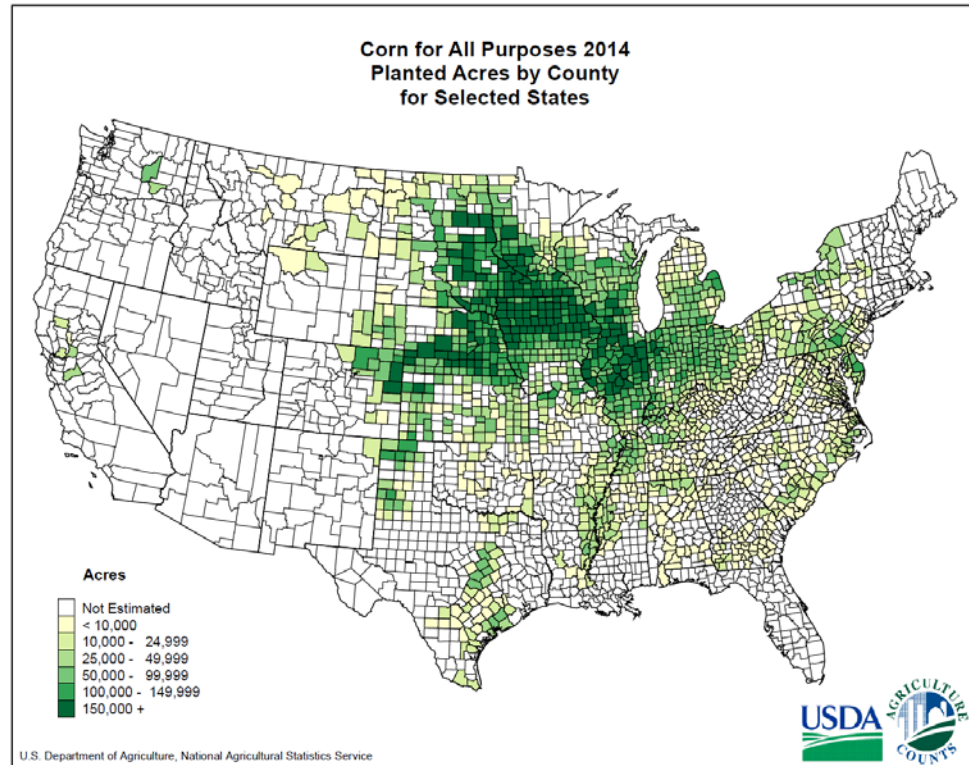 Corn for All Purposes 2014
Planted Acres by County
for Selected States
Acres
Not Estimated
< 10,000
10,000 - 24,999
25,000 - 49,999
50,000 - 99,999
100,000 - 149,999
150,000 +
USDA
AGRICULTURE
COUNTS
U.S. Department of Agriculture, National Agricultural Statistics Service